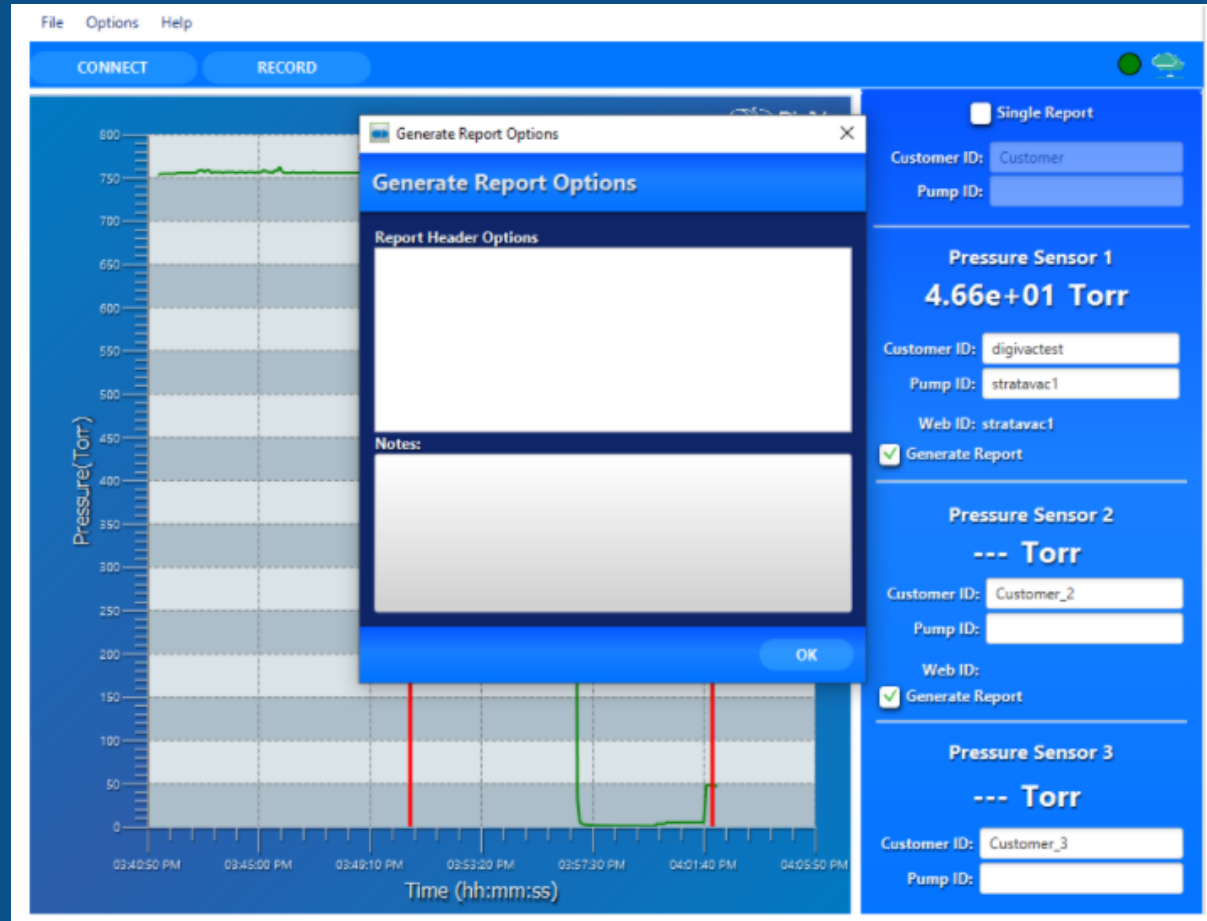 File Options Help
CONNECT RECORD
Generate Report Options
Generate Report Options
Report Header Options
Notes:
OK
Pressure(Torr)
800
750
700
650
600
550
500
450
400
350
300
250
200
150
100
50
0
03:40:50 PM 03:45:00 PM 03:49:10 PM 03:53:20 PM 03:57:30 PM 04:01:40 PM 04:05:50 PM
Time (hh:mm:ss)
Single Report
Customer ID: Customer
Pump ID:
Pressure Sensor 1
4.66e+01 Torr
Customer ID: digivactest
Pump ID: stratavac1
Web ID: stratavac1
Generate Report
Pressure Sensor 2
--- Torr
Customer ID: Customer_2
Pump ID:
Web ID:
Generate Report
Pressure Sensor 3
--- Torr
Customer ID: Customer_3
Pump ID: